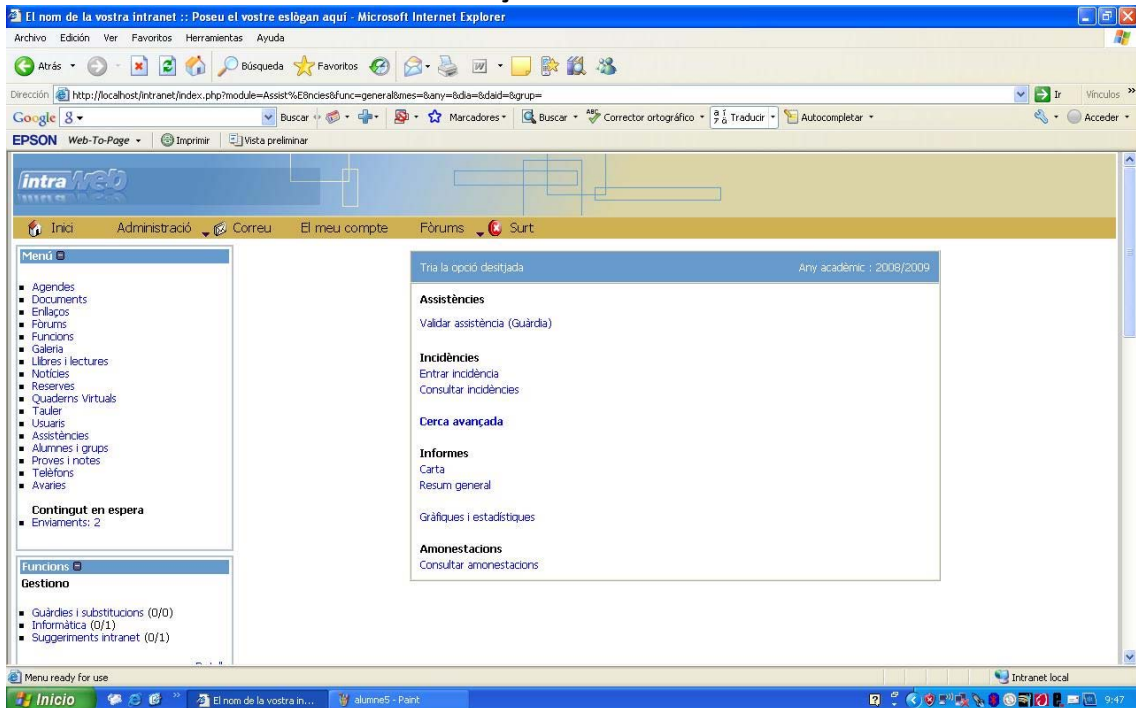 El nom de la vostra intranet :: Poseu el vostre eslògan aquí - Microsoft Internet Explorer
Archivo Edición Ver Favoritos Herramientas Ayuda
Atrás Búsqueda Favoritos
Dirección http://localhost/intranet/index.php?module=Assist%E8ncies&func=general&mes=&any=&dia=&daid=&grup= Ir Vínculos »
Google Buscar Marcadores Buscar ABC Corrector ortográfico Traducir Autocompletar Acceder
EPSON Web-To-Page Imprimir Vista preliminar
intraweb
Inici Administració Correu El meu compte Fòrums Surt
Menú
Agendes
Documents
Enllaços
Fòrums
Funcions
Galeria
Llibres i lectures
Notícies
Reserves
Quaderns Virtuals
Tauler
Usuaris
Assistències
Alumnes i grups
Proves i notes
Telèfons
Avaries
Contingut en espera
Enviaments: 2
Funcions
Gestiono
Guàrdies i substitucions (0/0)
Informàtica (0/1)
Suggeriments intranet (0/1)
Tria la opció desitjada Any acadèmic : 2008/2009
Assistències
Validar assistència (Guàrdia)
Incidències
Entrar incidència
Consultar incidències
Cerca avançada
Informes
Carta
Resum general
Gràfiques i estadístiques
Amonestacions
Consultar amonestacions
Menu ready for use Intranet local
Inicio El nom de la vostra in... alumne5 - Paint 9:47